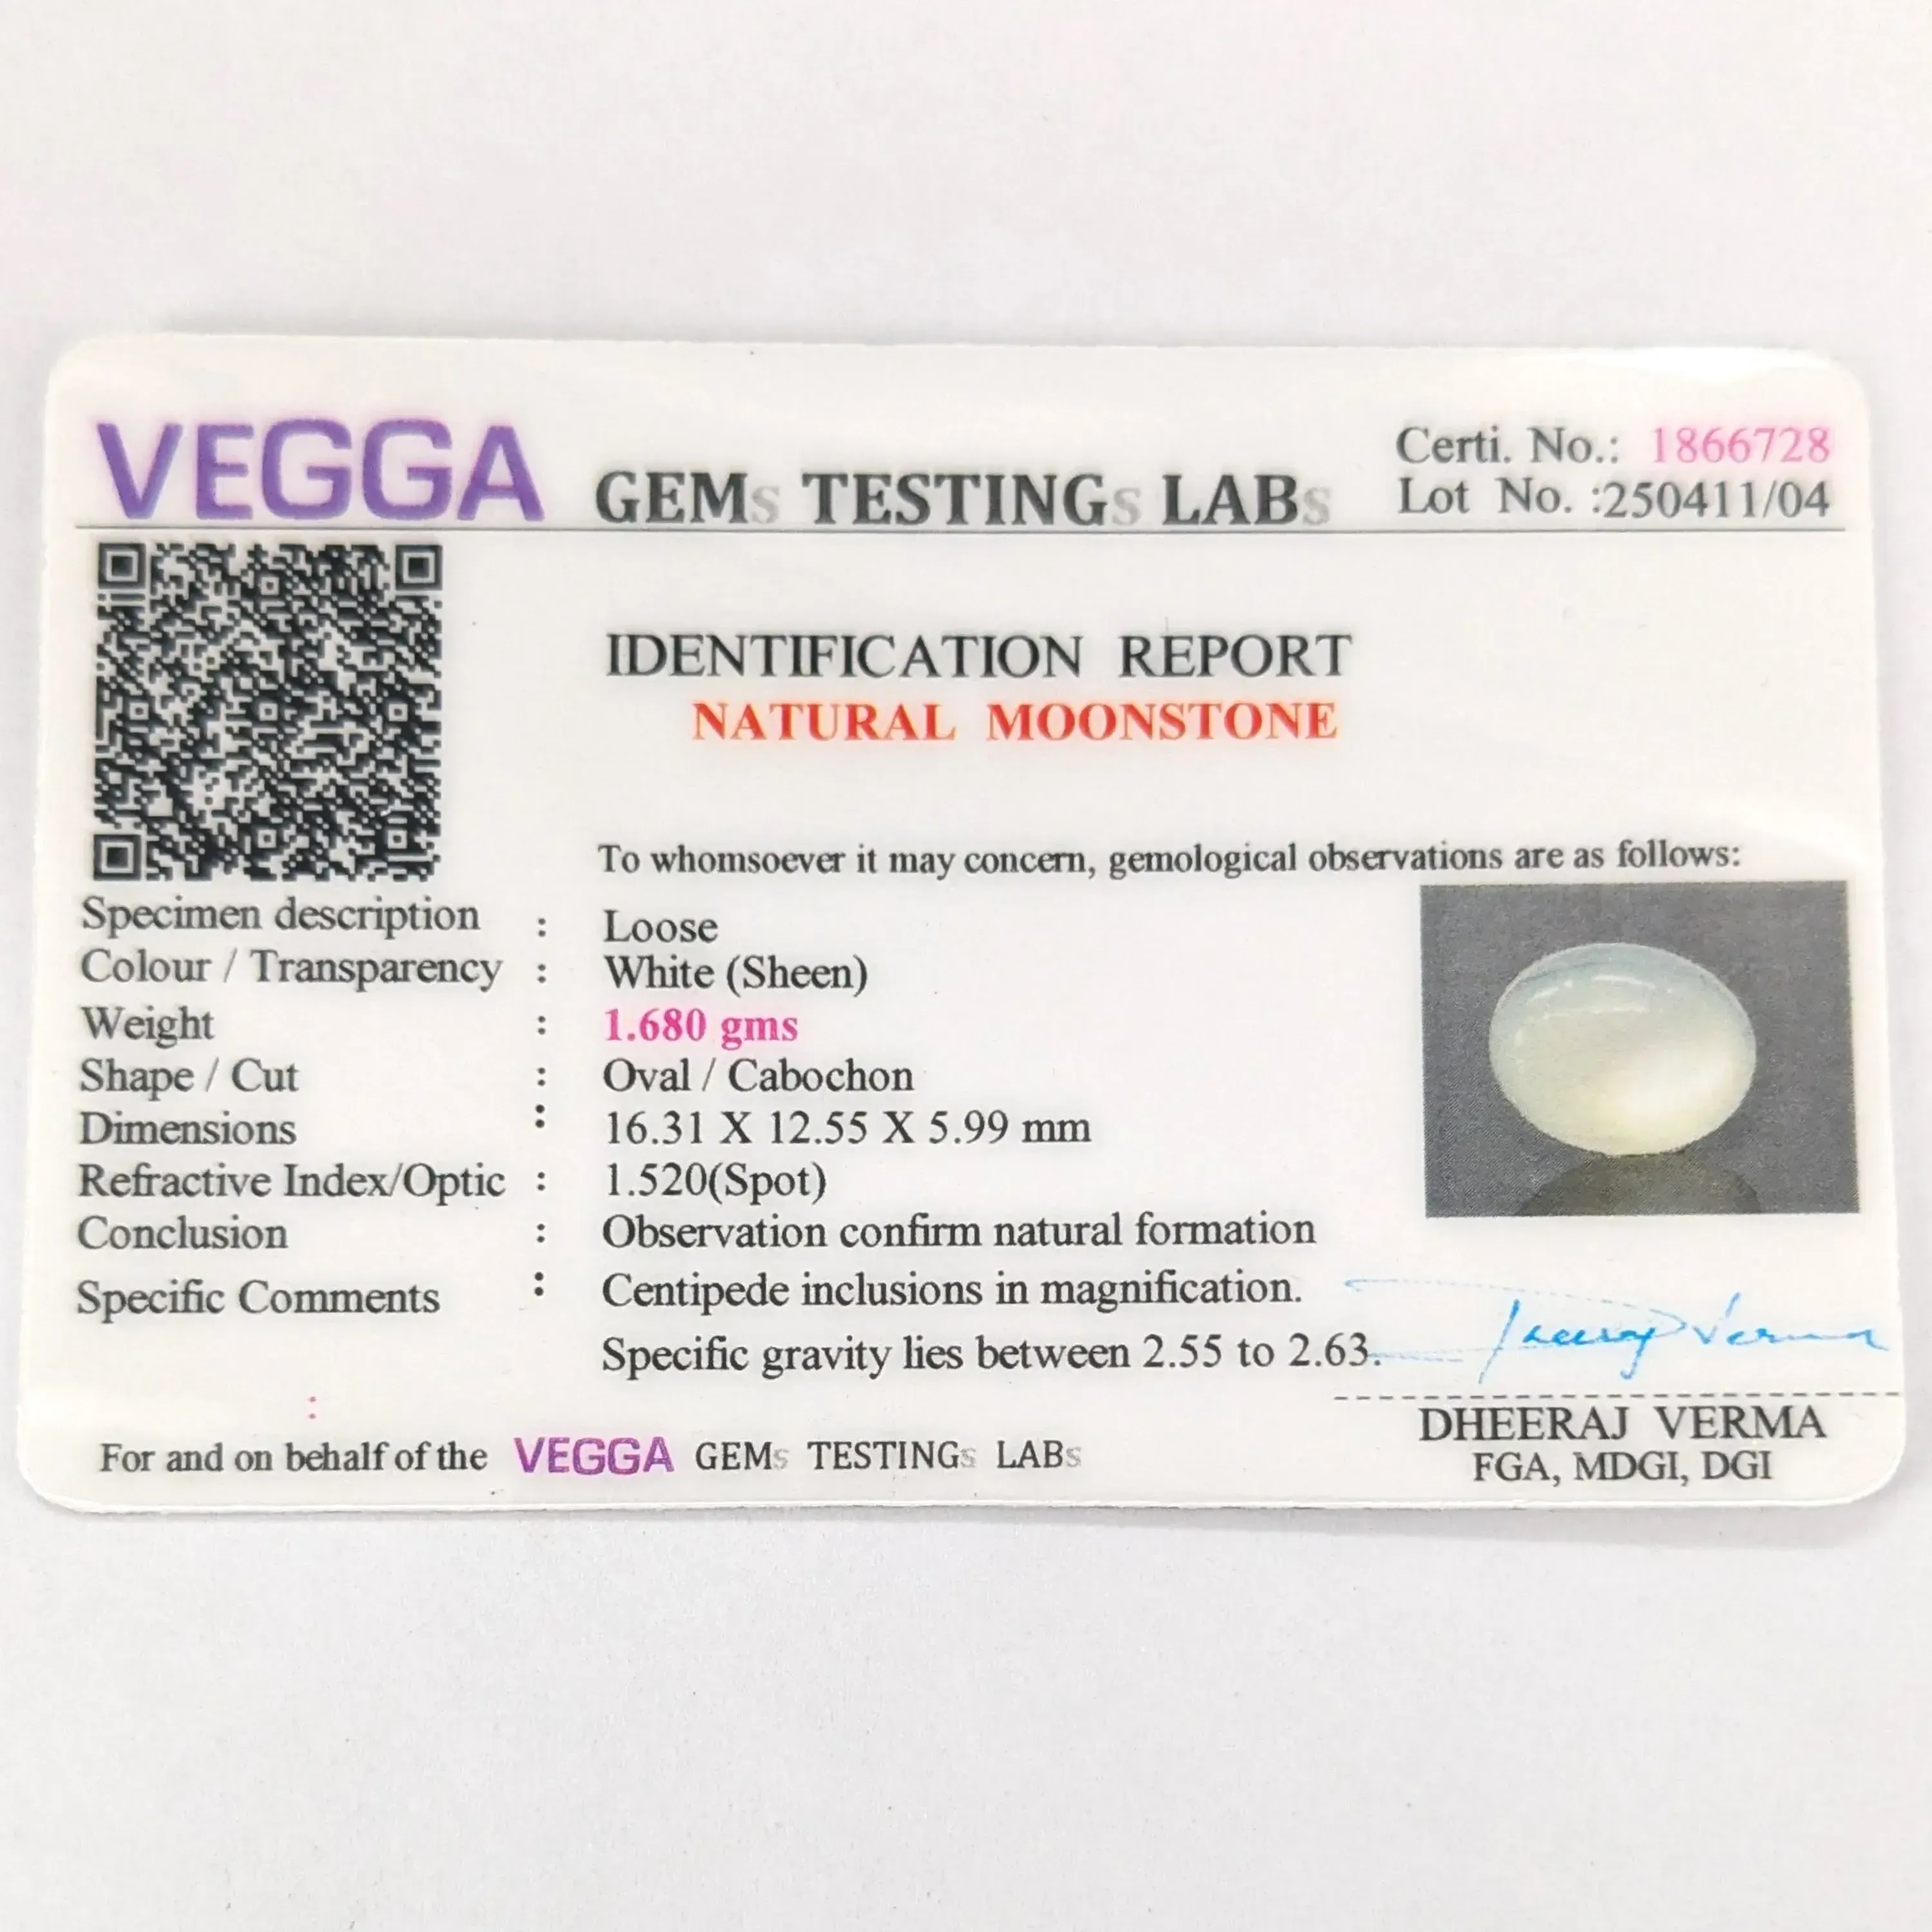 VEGGA GEMs TESTINGs LABs
Certi. No.: 1866728
Lot No. :250411/04
IDENTIFICATION REPORT
NATURAL MOONSTONE
To whomsoever it may concern, gemological observations are as follows:
Specimen description : Loose
Colour / Transparency : White (Sheen)
Weight : 1.680 gms
Shape / Cut : Oval / Cabochon
Dimensions : 16.31 X 12.55 X 5.99 mm
Refractive Index/Optic : 1.520(Spot)
Conclusion : Observation confirm natural formation
Specific Comments : Centipede inclusions in magnification.
Specific gravity lies between 2.55 to 2.63.
:
Dheeraj Verma
DHEERAJ VERMA
FGA, MDGI, DGI
For and on behalf of the VEGGA GEMs TESTINGs LABs